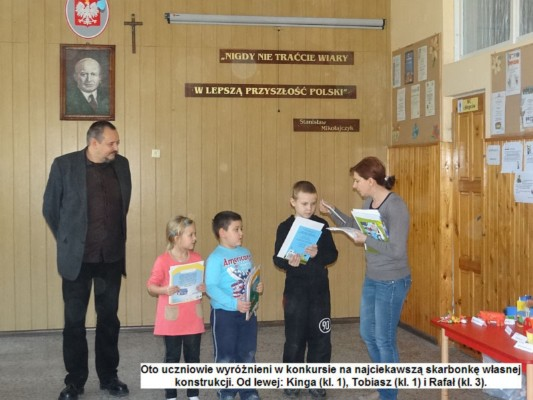 „NIGDY NIE TRAĆCIE WIARY
W LEPSZĄ PRZYSZŁOŚĆ POLSKI”
Stanisław
Mikołajczyk
Oto uczniowie wyróżnieni w konkursie na najciekawszą skarbonkę własnej
konstrukcji. Od lewej: Kinga (kl. 1), Tobiasz (kl. 1) i Rafał (kl. 3).